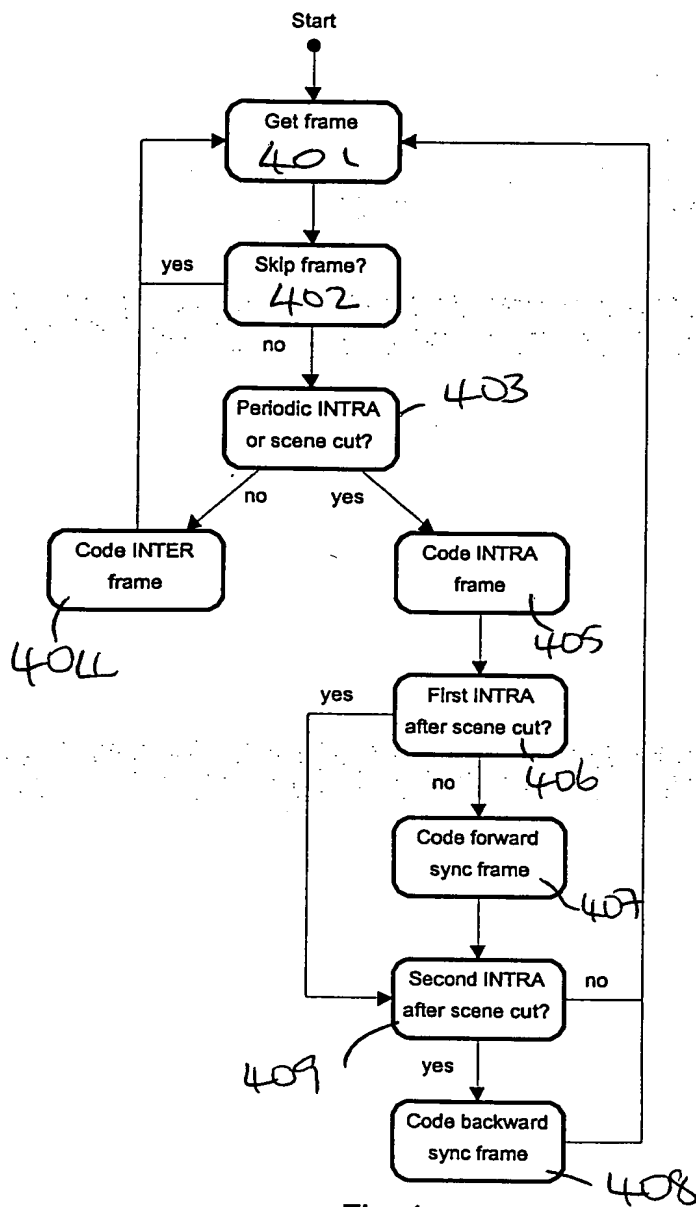 Start
Get frame
401
yes
Skip frame?
402
no
Periodic INTRA
or scene cut?
403
no
yes
Code INTER
frame
404
Code INTRA
frame
405
yes
First INTRA
after scene cut?
406
no
Code forward
sync frame
407
Second INTRA
after scene cut?
no
409
yes
Code backward
sync frame
408